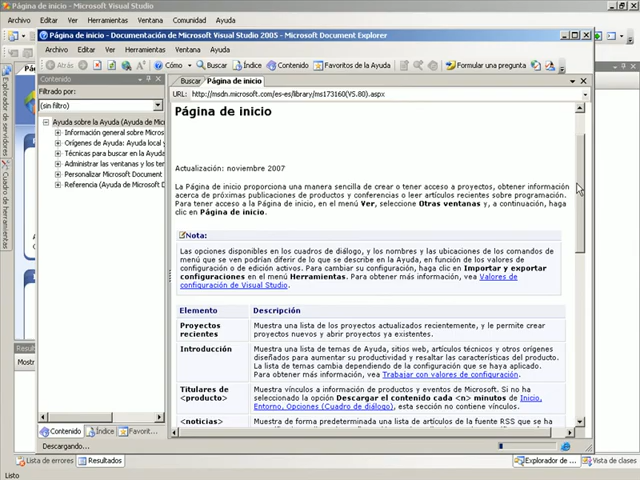 Página de inicio - Microsoft Visual Studio
Archivo Editar Ver Herramientas Ventana Comunidad Ayuda
Página de inicio - Documentación de Microsoft Visual Studio 2005 - Microsoft Document Explorer
Archivo Editar Ver Herramientas Ventana Ayuda
Atrás Cómo Buscar Índice Contenido Favoritos de la Ayuda Formular una pregunta
Contenido
Filtrado por:
(sin filtro)
Ayuda sobre la Ayuda (Ayuda de Mic
Información general sobre Micros
Orígenes de Ayuda: Ayuda local y
Técnicas para buscar en la Ayuda
Administrar las ventanas y los ten
Personalizar Microsoft Document
Referencia (Ayuda de Microsoft D
Buscar Página de inicio
URL: http://msdn.microsoft.com/es-es/library/ms173160(VS.80).aspx
Página de inicio
Actualización: noviembre 2007
La Página de inicio proporciona una manera sencilla de crear o tener acceso a proyectos, obtener información
acerca de próximas publicaciones de productos y conferencias o leer artículos recientes sobre programación.
Para tener acceso a la Página de inicio, en el menú Ver, seleccione Otras ventanas y, a continuación, haga
clic en Página de inicio.
Nota:
Las opciones disponibles en los cuadros de diálogo, y los nombres y las ubicaciones de los comandos de
menú que se ven podrían diferir de lo que se describe en la Ayuda, en función de los valores de
configuración o de edición activos. Para cambiar su configuración, haga clic en Importar y exportar
configuraciones en el menú Herramientas. Para obtener más información, vea Valores de
configuración de Visual Studio.
Elemento Descripción
Proyectos recientes
Muestra una lista de los proyectos actualizados recientemente, y le permite crear
proyectos nuevos y abrir proyectos ya existentes.
Introducción
Muestra una lista de temas de Ayuda, sitios web, artículos técnicos y otros orígenes
diseñados para aumentar su productividad y resaltar las características del producto.
La lista de temas cambia dependiendo de la configuración que se haya aplicado.
Para obtener más información, vea Trabajar con valores de configuración.
Titulares de <producto>
Muestra vínculos a información de productos y eventos de Microsoft. Si no ha
seleccionado la opción Descargar el contenido cada <n> minutos de Inicio,
Entorno, Opciones (Cuadro de diálogo), esta sección no contiene vínculos.
<noticias>
Muestra de forma predeterminada una lista de artículos de la fuente RSS que se ha
Contenido Índice Favorit...
Descargando...
Explorador de servidores
Cuadro de herramientas
Resultados
Mostrar
Lista de errores Resultados
Explorador de ... Vista de clases
Listo